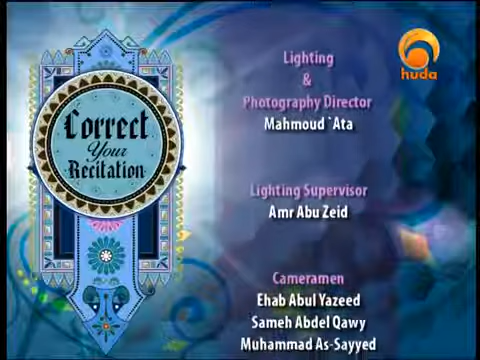 huda
Correct
Your
Recitation
Lighting
&
Photography Director
Mahmoud `Ata
Lighting Supervisor
Amr Abu Zeid
Cameramen
Ehab Abul Yazeed
Sameh Abdel Qawy
Muhammad As-Sayyed